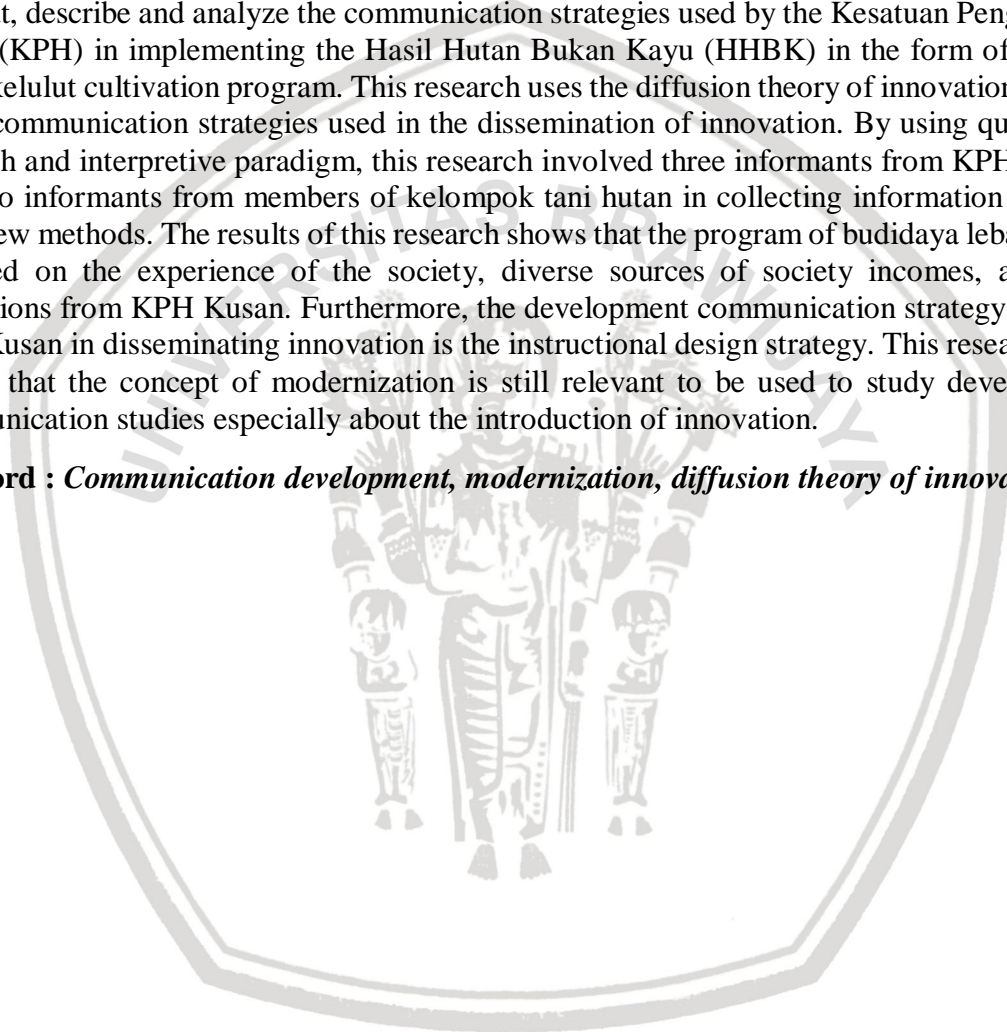 t, describe and analyze the communication strategies used by the Kesatuan Peng
(KPH) in implementing the Hasil Hutan Bukan Kayu (HHBK) in the form of
kelulut cultivation program. This research uses the diffusion theory of innovation
communication strategies used in the dissemination of innovation. By using qu
h and interpretive paradigm, this research involved three informants from KPH
o informants from members of kelompok tani hutan in collecting information
ew methods. The results of this research shows that the program of budidaya leba
ed on the experience of the society, diverse sources of society incomes, a
ions from KPH Kusan. Furthermore, the development communication strategy
Kusan in disseminating innovation is the instructional design strategy. This resea
that the concept of modernization is still relevant to be used to study deve
unication studies especially about the introduction of innovation.
ord : Communication development, modernization, diffusion theory of innova
UNIVERSITAS BRAWIJAYA